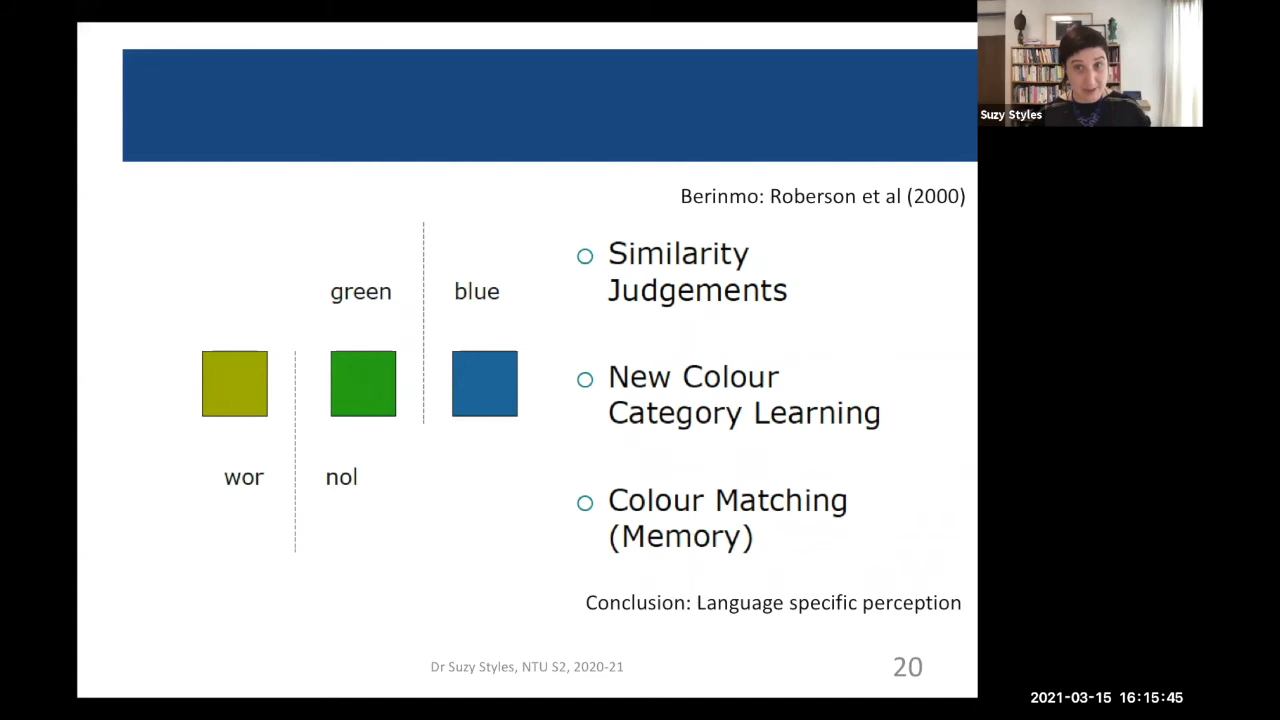 Suzy Styles
Berinmo: Roberson et al (2000)
green
blue
wor
nol
Similarity
Judgements
New Colour
Category Learning
Colour Matching
(Memory)
Conclusion: Language specific perception
Dr Suzy Styles, NTU S2, 2020-21
20
2021-03-15 16:15:45